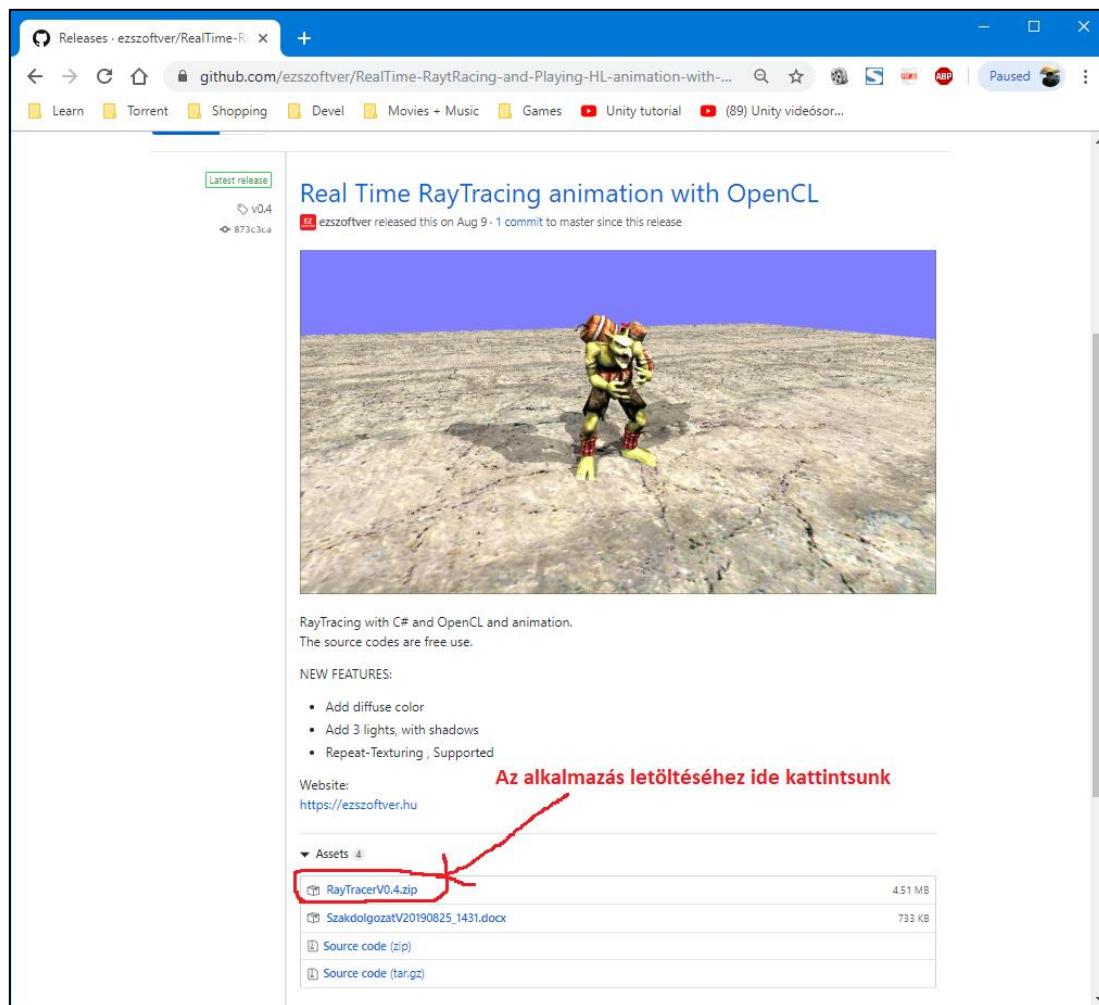 Releases · ezszoftver/RealTime-R
github.com/ezszoftver/RealTime-RaytRacing-and-Playing-HL-animation-with-...
ABP
Paused
Learn
Torrent
Shopping
Devel
Movies + Music
Games
Unity tutorial
(89) Unity videósor...
Latest release
v0.4
873c3ca
Real Time RayTracing animation with OpenCL
EZ
ezszoftver released this on Aug 9 · 1 commit to master since this release
RayTracing with C# and OpenCL and animation.
The source codes are free use.
NEW FEATURES:
• Add diffuse color
• Add 3 lights, with shadows
• Repeat-Texturing , Supported
Az alkalmazás letöltéséhez ide kattintsunk
Website:
https://ezszoftver.hu
Assets 4
RayTracerV0.4.zip 4.51 MB
SzakdolgozatV20190825_1431.docx 733 KB
Source code (zip)
Source code (tar.gz)